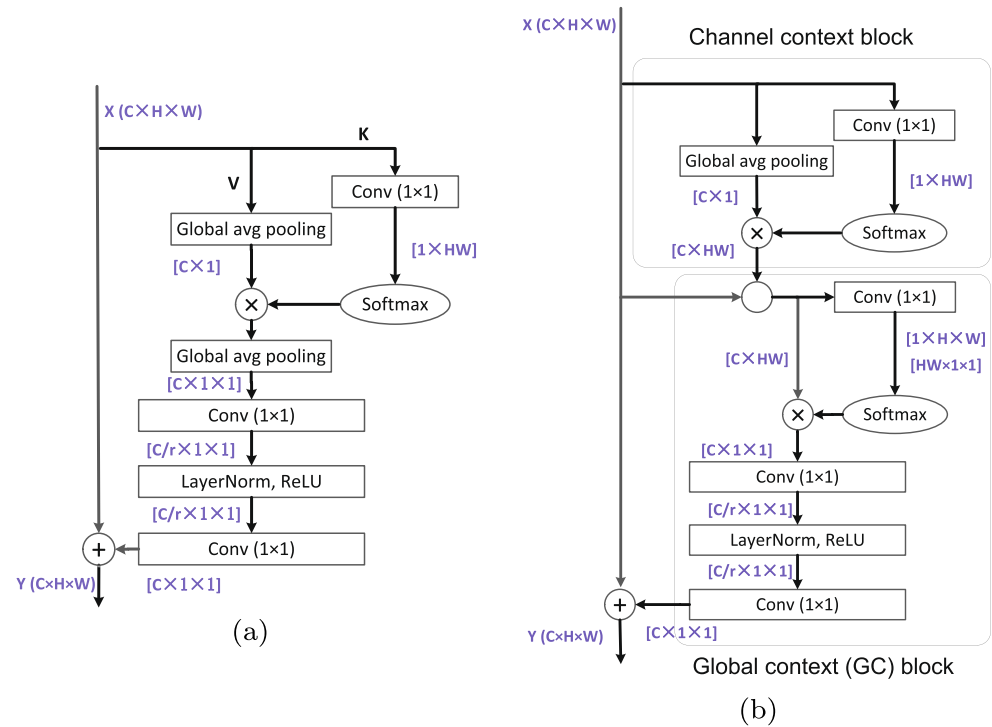 X (C×H×W)
K
V
Conv (1×1)
Global avg pooling
[1×HW]
[C×1]
×
Softmax
Global avg pooling
[C×1×1]
Conv (1×1)
[C/r×1×1]
LayerNorm, ReLU
[C/r×1×1]
+
Conv (1×1)
Y (C×H×W)
[C×1×1]
(a)
X (C×H×W)
Channel context block
Conv (1×1)
Global avg pooling
[1×HW]
[C×1]
×
Softmax
[C×HW]
Conv (1×1)
[1×H×W]
[C×HW]
[HW×1×1]
×
Softmax
[C×1×1]
Conv (1×1)
[C/r×1×1]
LayerNorm, ReLU
[C/r×1×1]
+
Conv (1×1)
Y (C×H×W)
[C×1×1]
Global context (GC) block
(b)